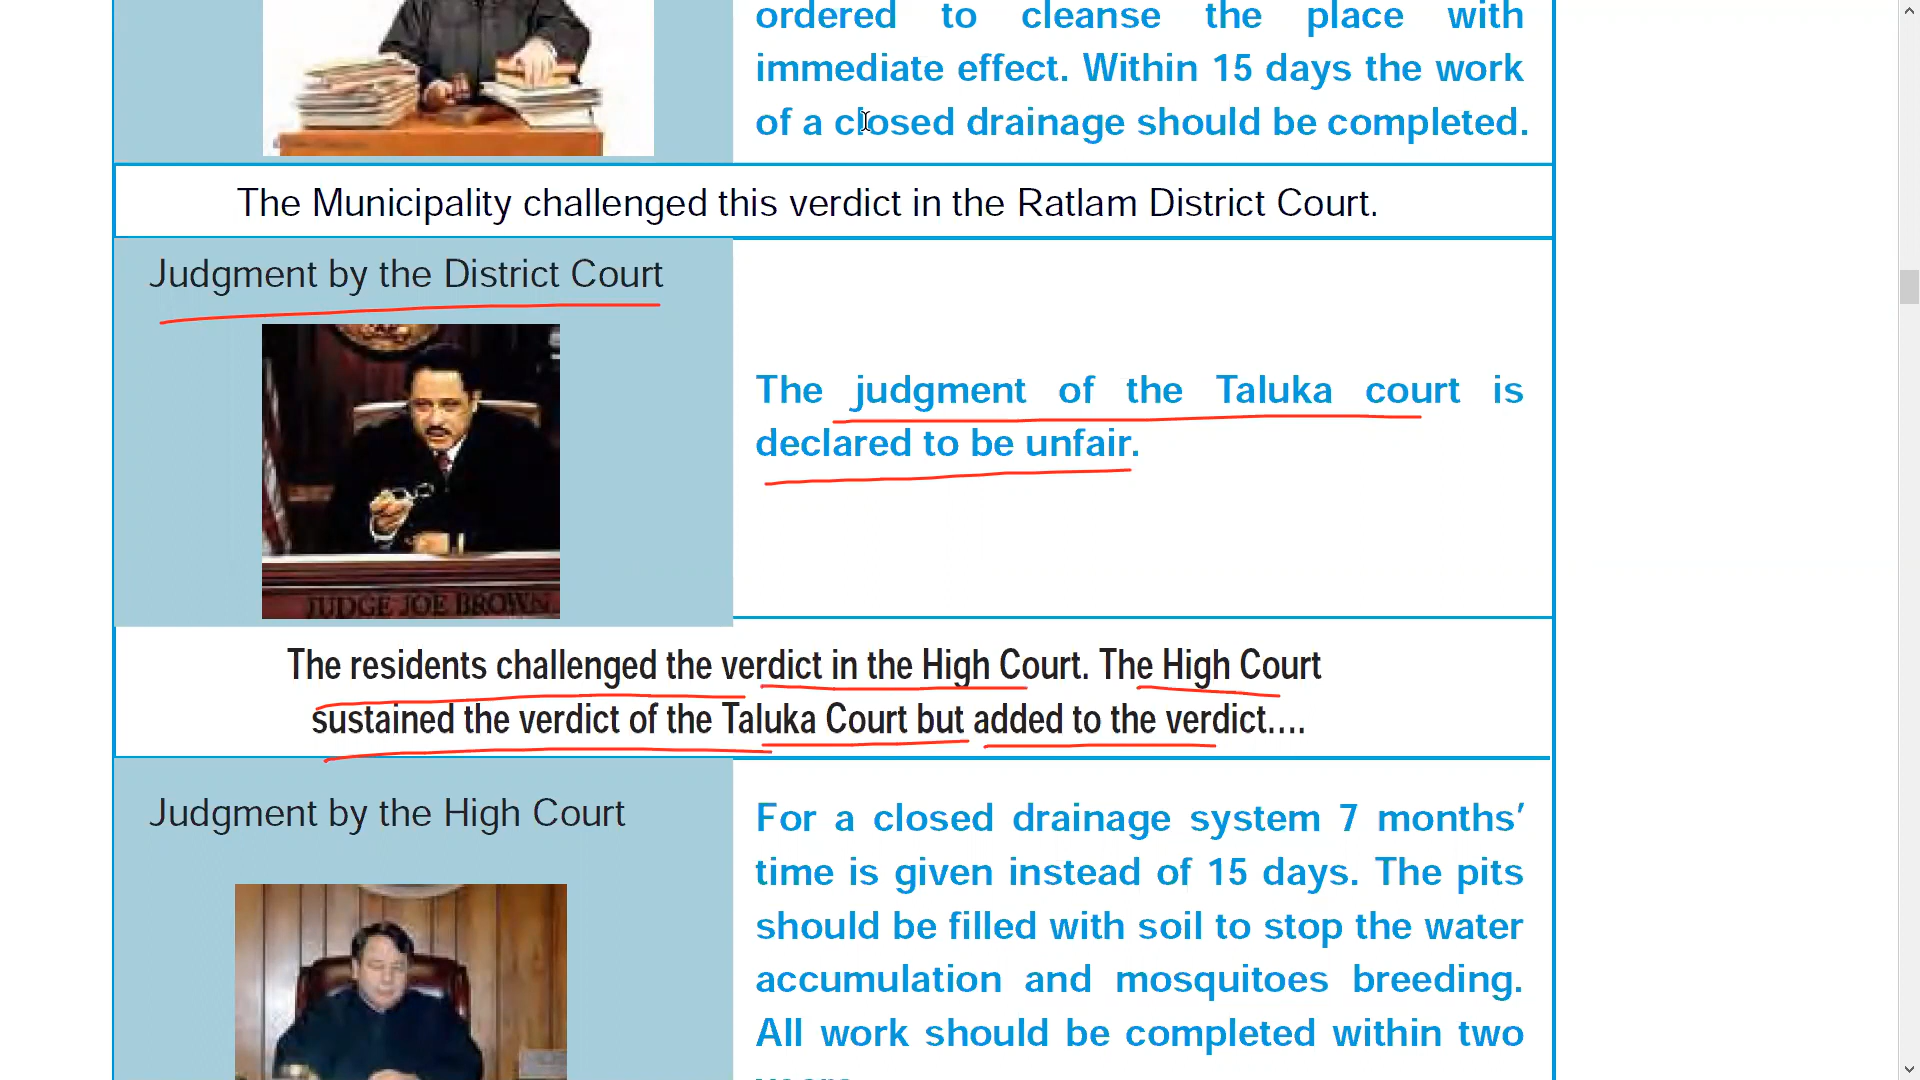 ordered to cleanse the place with
immediate effect. Within 15 days the work
of a closed drainage should be completed.
The Municipality challenged this verdict in the Ratlam District Court.
Judgment by the District Court
JUDGE JOE BROWN
The judgment of the Taluka court is
declared to be unfair.
The residents challenged the verdict in the High Court. The High Court
sustained the verdict of the Taluka Court but added to the verdict....
Judgment by the High Court
For a closed drainage system 7 months’
time is given instead of 15 days. The pits
should be filled with soil to stop the water
accumulation and mosquitoes breeding.
All work should be completed within two